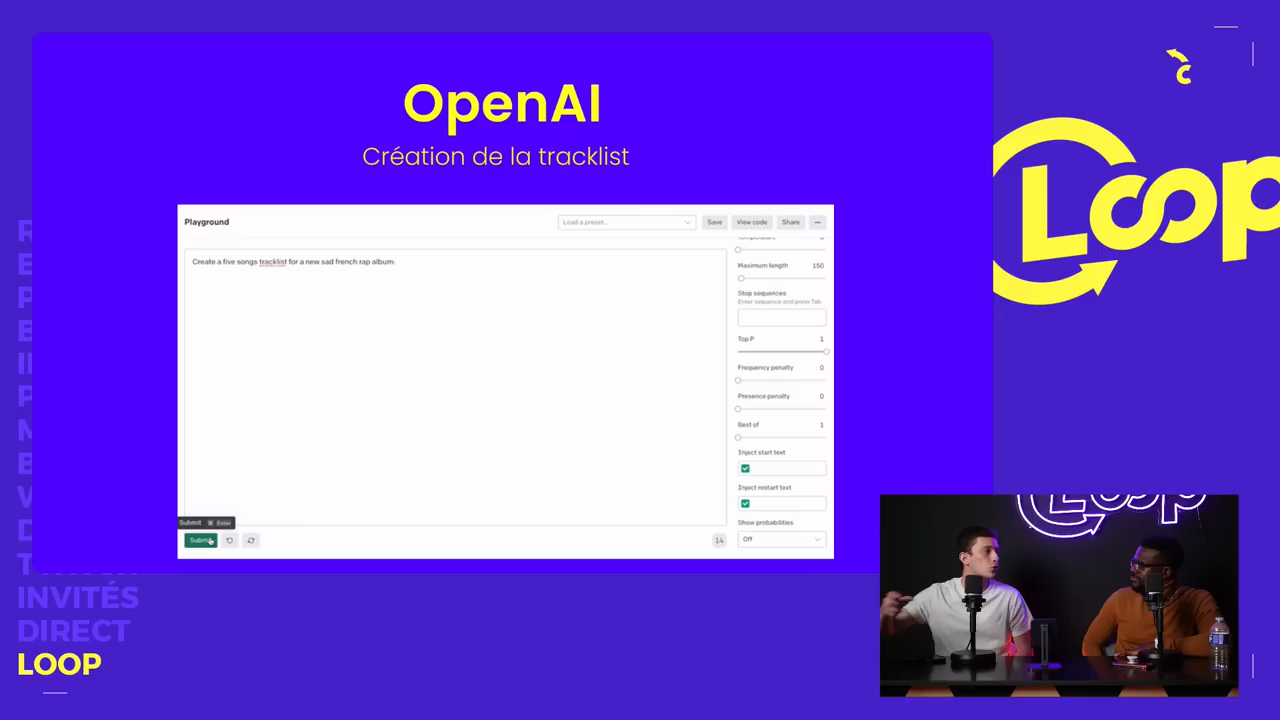 OpenAI
Création de la tracklist
Playground
Load a preset...
Save
View code
Share
...
Create a five songs tracklist for a new sad french rap album:
Temperature
Maximum length 150
Stop sequences
Enter sequence and press Tab
Top P 1
Frequency penalty 0
Presence penalty 0
Best of 1
Inject start text
Inject restart text
Show probabilities
Off
Submit ⌘ Enter
Submit
14
Loop
INVITÉS
DIRECT
LOOP
Loop